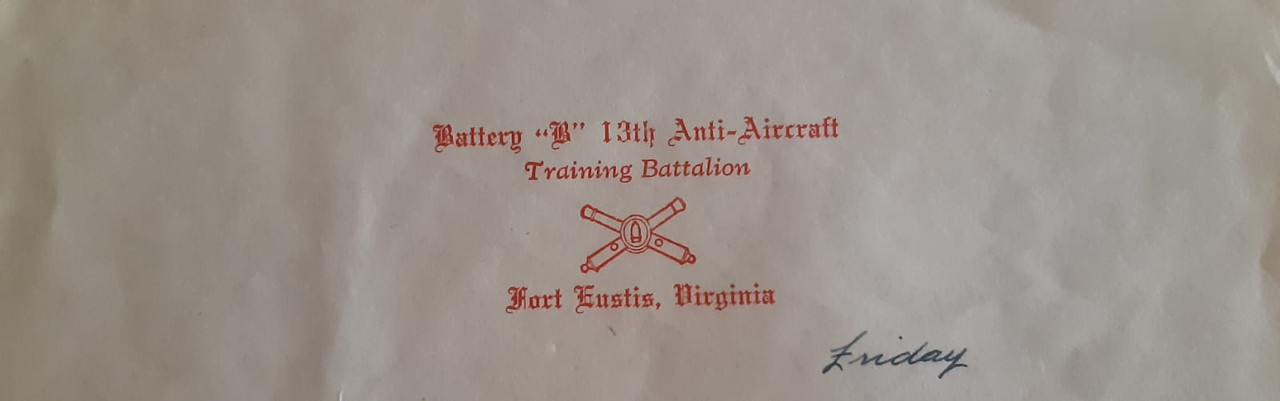 Battery “B” 13th Anti-Aircraft
Training Battalion
Fort Eustis, Virginia
Friday